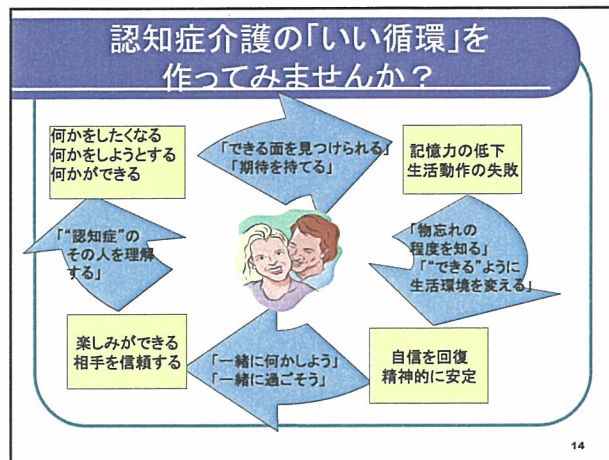 認知症介護の「いい循環」を
作ってみませんか？
何かをしたくなる
何かをしようとする
何かができる
「できる面を見つけられる」
「期待を持てる」
記憶力の低下
生活動作の失敗
「“認知症”の
その人を理解
する」
「物忘れの
程度を知る」
「“できる”ように
生活環境を変える」
楽しみができる
相手を信頼する
「一緒に何かしよう」
「一緒に過ごそう」
自信を回復
精神的に安定
14